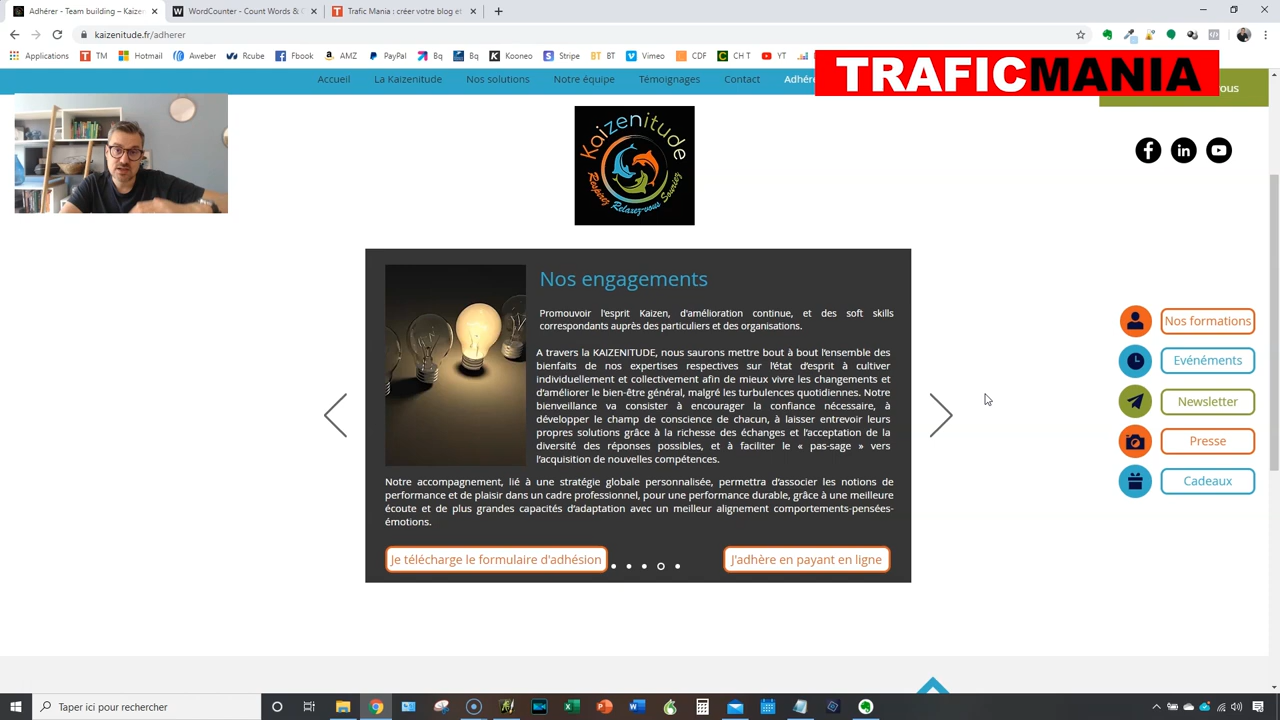 Adhérer - Team building – Kaizen
WordCounter - Count Words & C
Trafic Mania : créer votre blog et
kaizenitude.fr/adherer
Applications TM Hotmail Aweber Rcube Fbook AMZ PayPal Bq Bq Kooneo Stripe BT Vimeo CDF CH T YT
Accueil La Kaizenitude Nos solutions Notre équipe Témoignages Contact Adhére
TRAFICMANIA
ous
Kaizenitude
Respirez Relaxez-vous Souriez
Nos engagements
Promouvoir l'esprit Kaizen, d'amélioration continue, et des soft skills
correspondants auprès des particuliers et des organisations.
A travers la KAIZENITUDE, nous saurons mettre bout à bout l'ensemble des
bienfaits de nos expertises respectives sur l'état d'esprit à cultiver
individuellement et collectivement afin de mieux vivre les changements et
d'améliorer le bien-être général, malgré les turbulences quotidiennes. Notre
bienveillance va consister à encourager la confiance nécessaire, à
développer le champ de conscience de chacun, à laisser entrevoir leurs
propres solutions grâce à la richesse des échanges et l'acceptation de la
diversité des réponses possibles, et à faciliter le « pas-sage » vers
l'acquisition de nouvelles compétences.
Notre accompagnement, lié à une stratégie globale personnalisée, permettra d'associer les notions de
performance et de plaisir dans un cadre professionnel, pour une performance durable, grâce à une meilleure
écoute et de plus grandes capacités d'adaptation avec un meilleur alignement comportements-pensées-
émotions.
Je télécharge le formulaire d'adhésion
J'adhère en payant en ligne
Nos formations
Evénéments
Newsletter
Presse
Cadeaux
Taper ici pour rechercher